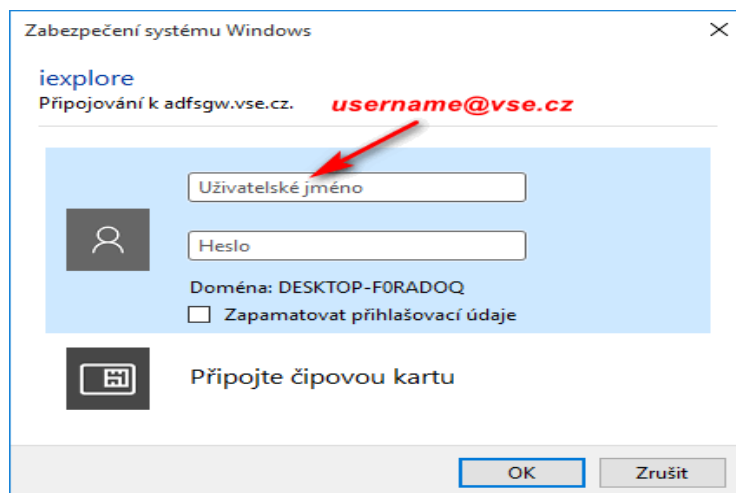 Zabezpečení systému Windows
iexplore
Připojování k adfsgw.vse.cz.
username@vse.cz
Uživatelské jméno
Heslo
Doména: DESKTOP-F0RADOQ
Zapamatovat přihlašovací údaje
Připojte čipovou kartu
OK
Zrušit